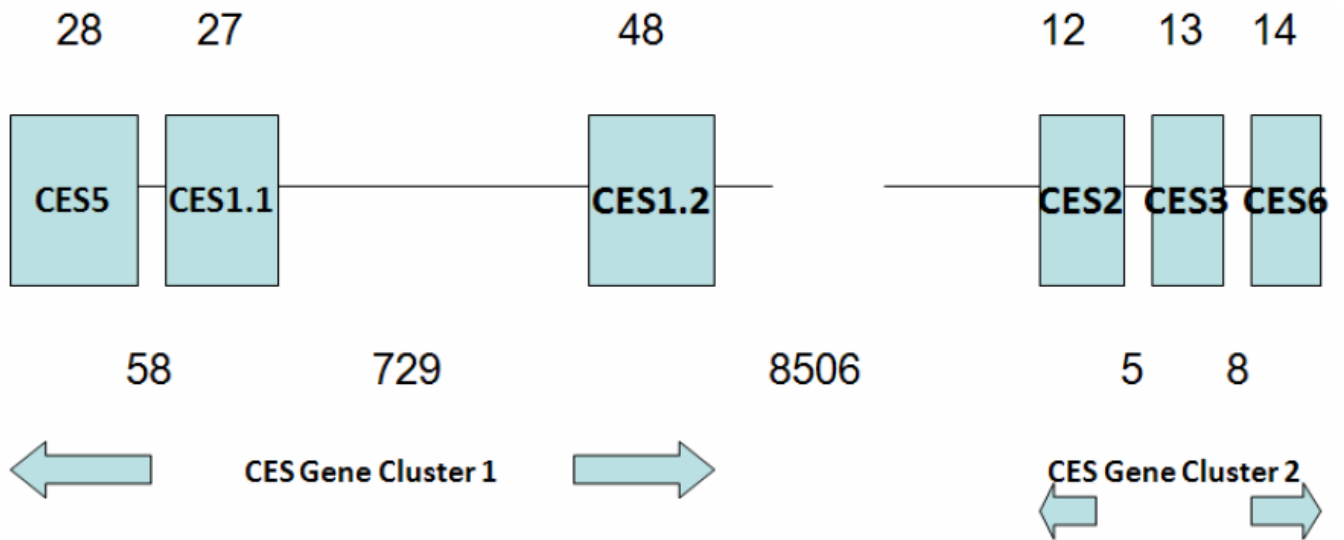 28 27 48 12 13 14
CES5 CES1.1 CES1.2 CES2 CES3 CES6
58 729 8506 5 8
CES Gene Cluster 1 CES Gene Cluster 2